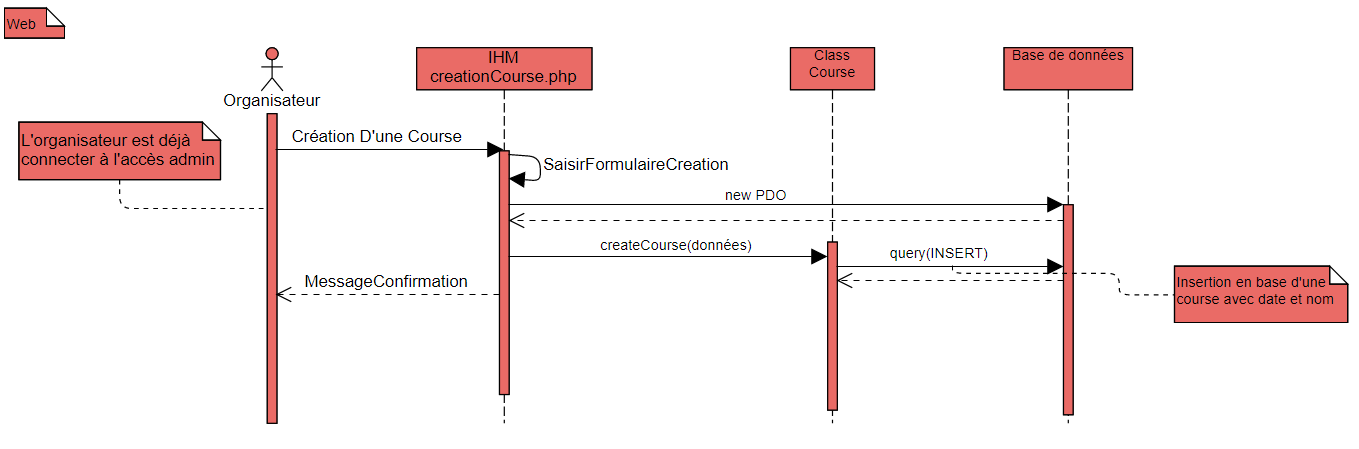 Web
IHM
creationCourse.php
Class
Course
Base de données
Organisateur
L'organisateur est déjà
connecter à l'accès admin
Création D'une Course
SaisirFormulaireCreation
new PDO
createCourse(données)
query(INSERT)
MessageConfirmation
Insertion en base d'une
course avec date et nom